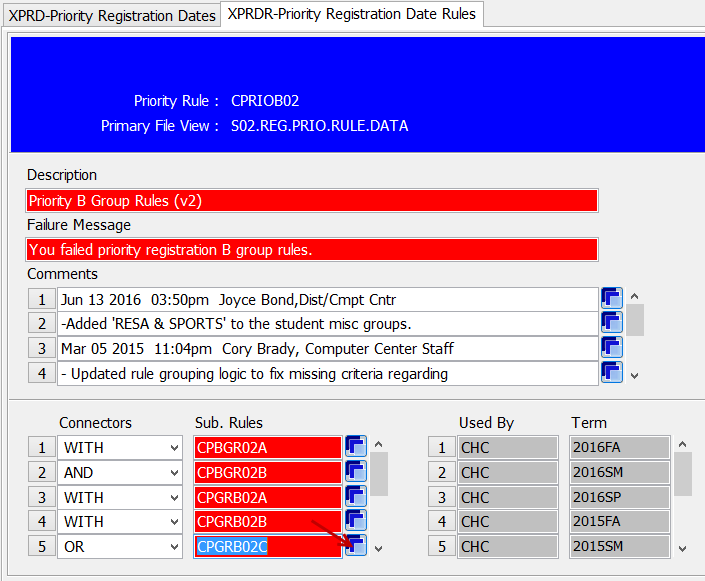 XPRD-Priority Registration Dates XPRDR-Priority Registration Date Rules
Priority Rule : CPRIOB02
Primary File View : S02.REG.PRIO.RULE.DATA
Description
Priority B Group Rules (v2)
Failure Message
You failed priority registration B group rules.
Comments
1 Jun 13 2016 03:50pm Joyce Bond,Dist/Cmpt Cntr
2 -Added 'RESA & SPORTS' to the student misc groups.
3 Mar 05 2015 11:04pm Cory Brady, Computer Center Staff
4 - Updated rule grouping logic to fix missing criteria regarding
Connectors Sub. Rules Used By Term
1 WITH CPBGR02A 1 CHC 2016FA
2 AND CPBGR02B 2 CHC 2016SM
3 WITH CPGRB02A 3 CHC 2016SP
4 WITH CPGRB02B 4 CHC 2015FA
5 OR CPGRB02C 5 CHC 2015SM